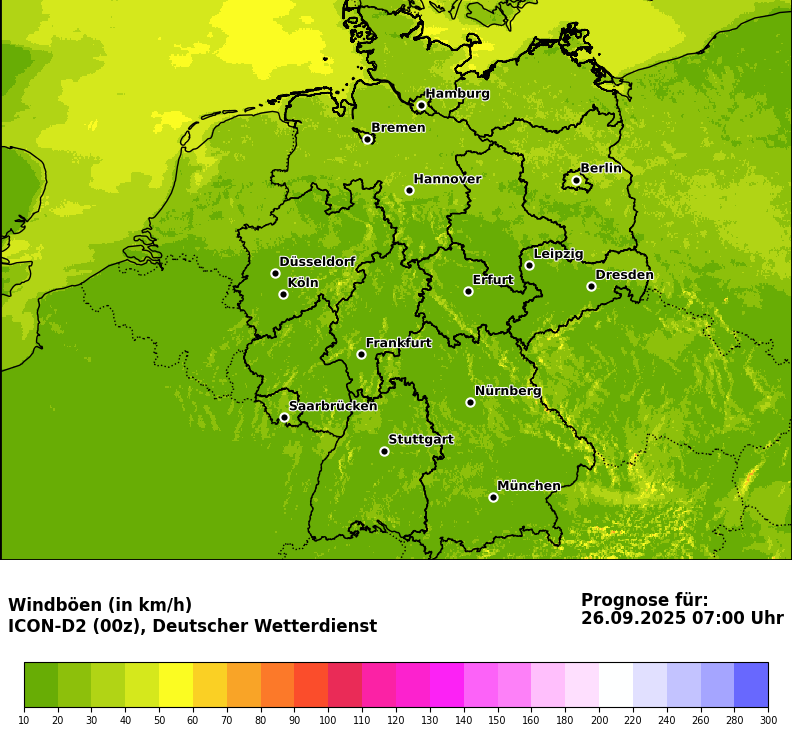 Hamburg
Bremen
Berlin
Hannover
Leipzig
Düsseldorf
Dresden
Köln
Erfurt
Frankfurt
Nürnberg
Saarbrücken
Stuttgart
München
Windböen (in km/h)
ICON-D2 (00z), Deutscher Wetterdienst
Prognose für:
26.09.2025 07:00 Uhr
10 20 30 40 50 60 70 80 90 100 110 120 130 140 150 160 180 200 220 240 260 280 300